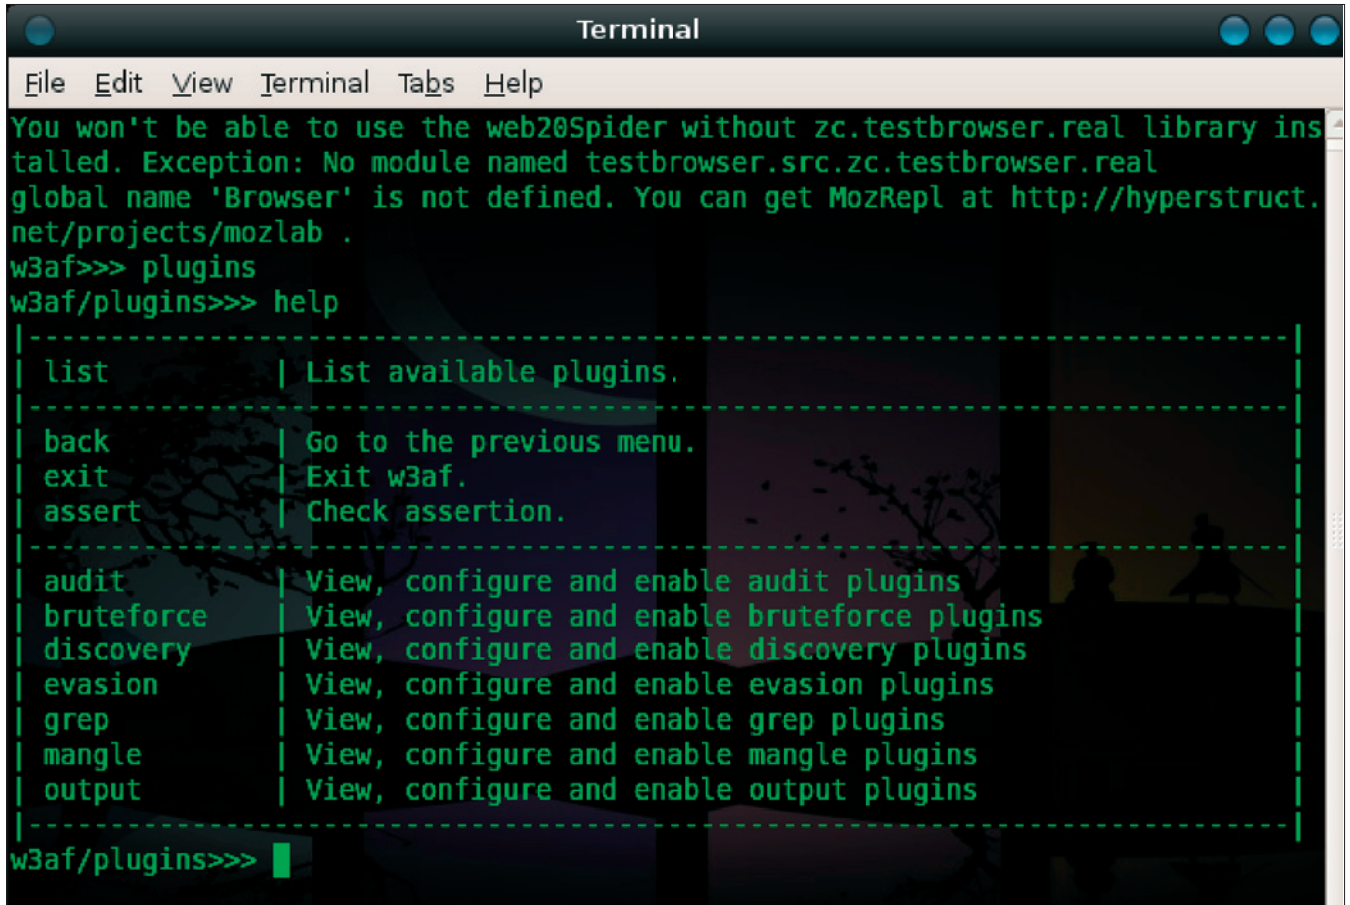 Terminal
File Edit View Terminal Tabs Help
You won't be able to use the web20Spider without zc.testbrowser.real library ins
talled. Exception: No module named testbrowser.src.zc.testbrowser.real
global name 'Browser' is not defined. You can get MozRepl at http://hyperstruct.
net/projects/mozlab .
w3af>>> plugins
w3af/plugins>>> help
|-----------------------------------------------------------------------------|
| list | List available plugins. |
|-----------------------------------------------------------------------------|
| back | Go to the previous menu. |
| exit | Exit w3af. |
| assert | Check assertion. |
|-----------------------------------------------------------------------------|
| audit | View, configure and enable audit plugins |
| bruteforce | View, configure and enable bruteforce plugins |
| discovery | View, configure and enable discovery plugins |
| evasion | View, configure and enable evasion plugins |
| grep | View, configure and enable grep plugins |
| mangle | View, configure and enable mangle plugins |
| output | View, configure and enable output plugins |
|-----------------------------------------------------------------------------|
w3af/plugins>>>